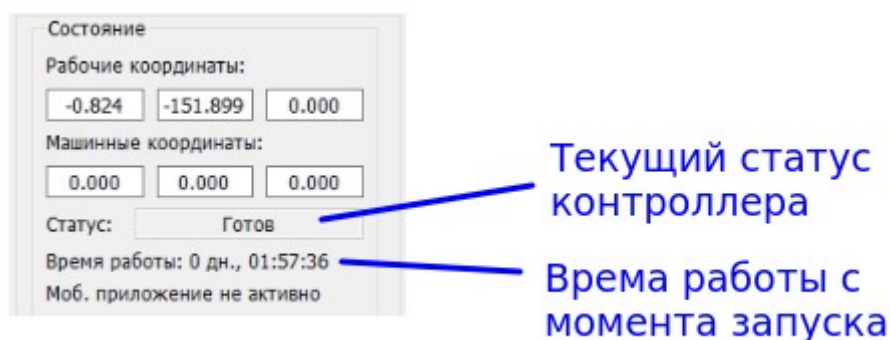 Состояние
Рабочие координаты:
-0.824 -151.899 0.000
Машинные координаты:
0.000 0.000 0.000
Статус: Готов
Время работы: 0 дн., 01:57:36
Моб. приложение не активно
Текущий статус
контроллера
Врема работы с
момента запуска